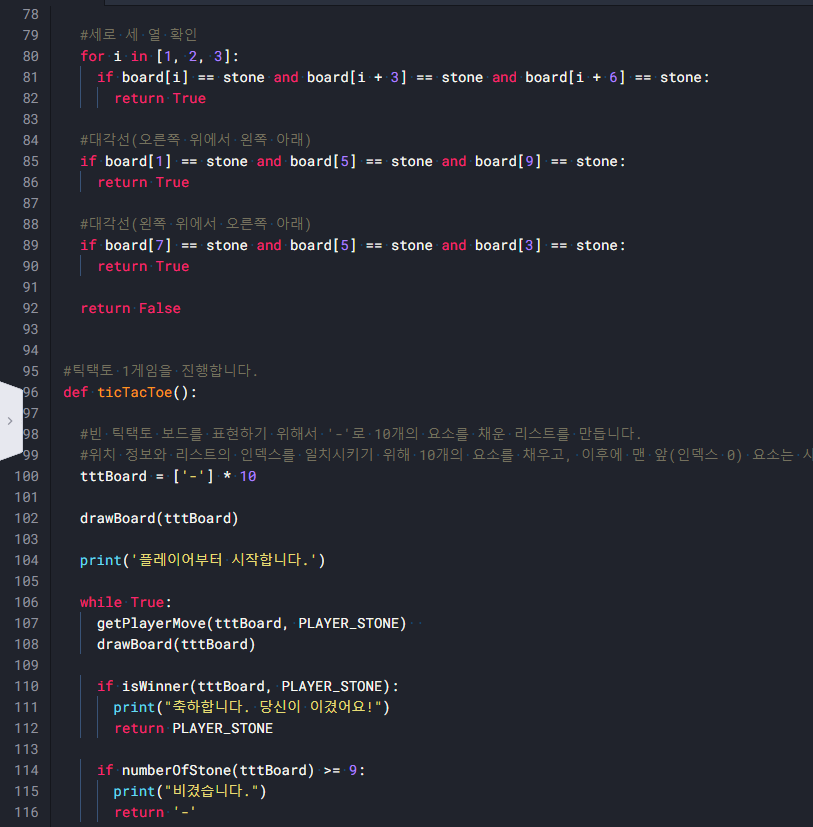 78
79 #세로 세 열 확인
80 for i in [1, 2, 3]:
81 if board[i] == stone and board[i + 3] == stone and board[i + 6] == stone:
82 return True
83
84 #대각선(오른쪽 위에서 왼쪽 아래)
85 if board[1] == stone and board[5] == stone and board[9] == stone:
86 return True
87
88 #대각선(왼쪽 위에서 오른쪽 아래)
89 if board[7] == stone and board[5] == stone and board[3] == stone:
90 return True
91
92 return False
93
94
95 #틱택토 1게임을 진행합니다.
96 def ticTacToe():
97
98 #빈 틱택토 보드를 표현하기 위해서 '-'로 10개의 요소를 채운 리스트를 만듭니다.
99 #위치 정보와 리스트의 인덱스를 일치시키기 위해 10개의 요소를 채우고, 이후에 맨 앞(인덱스 0) 요소는
100 tttBoard = ['-'] * 10
101
102 drawBoard(tttBoard)
103
104 print('플레이어부터 시작합니다.')
105
106 while True:
107 getPlayerMove(tttBoard, PLAYER_STONE)
108 drawBoard(tttBoard)
109
110 if isWinner(tttBoard, PLAYER_STONE):
111 print("축하합니다. 당신이 이겼어요!")
112 return PLAYER_STONE
113
114 if numberOfStone(tttBoard) >= 9:
115 print("비겼습니다.")
116 return '-'